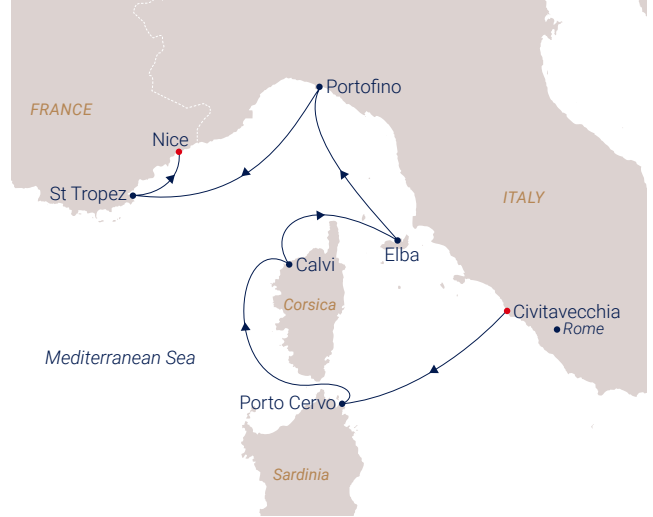 Portofino
FRANCE
Nice
St Tropez
ITALY
Elba
Calvi
Corsica
Civitavecchia
Rome
Mediterranean Sea
Porto Cervo
Sardinia